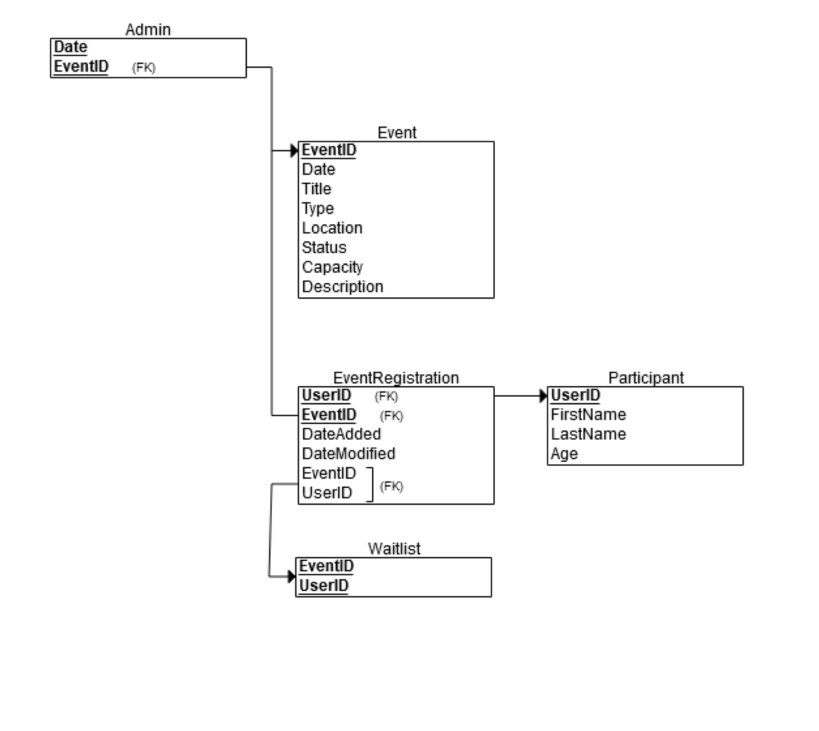 Admin
Date
EventID (FK)
Event
EventID
Date
Title
Type
Location
Status
Capacity
Description
EventRegistration
UserID (FK)
EventID (FK)
DateAdded
DateModified
EventID
UserID
(FK)
Participant
UserID
FirstName
LastName
Age
Waitlist
EventID
UserID